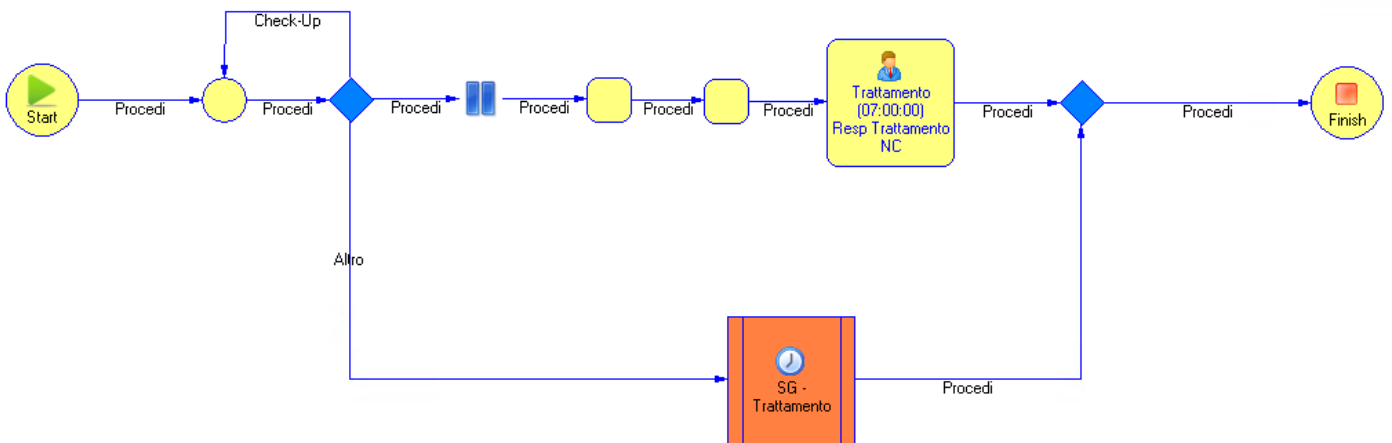 Check-Up
Start
Procedi
Procedi
Procedi
Procedi
Procedi
Procedi
Trattamento
(07:00:00)
Resp Trattamento
NC
Procedi
Procedi
Finish
Altro
SG -
Trattamento
Procedi